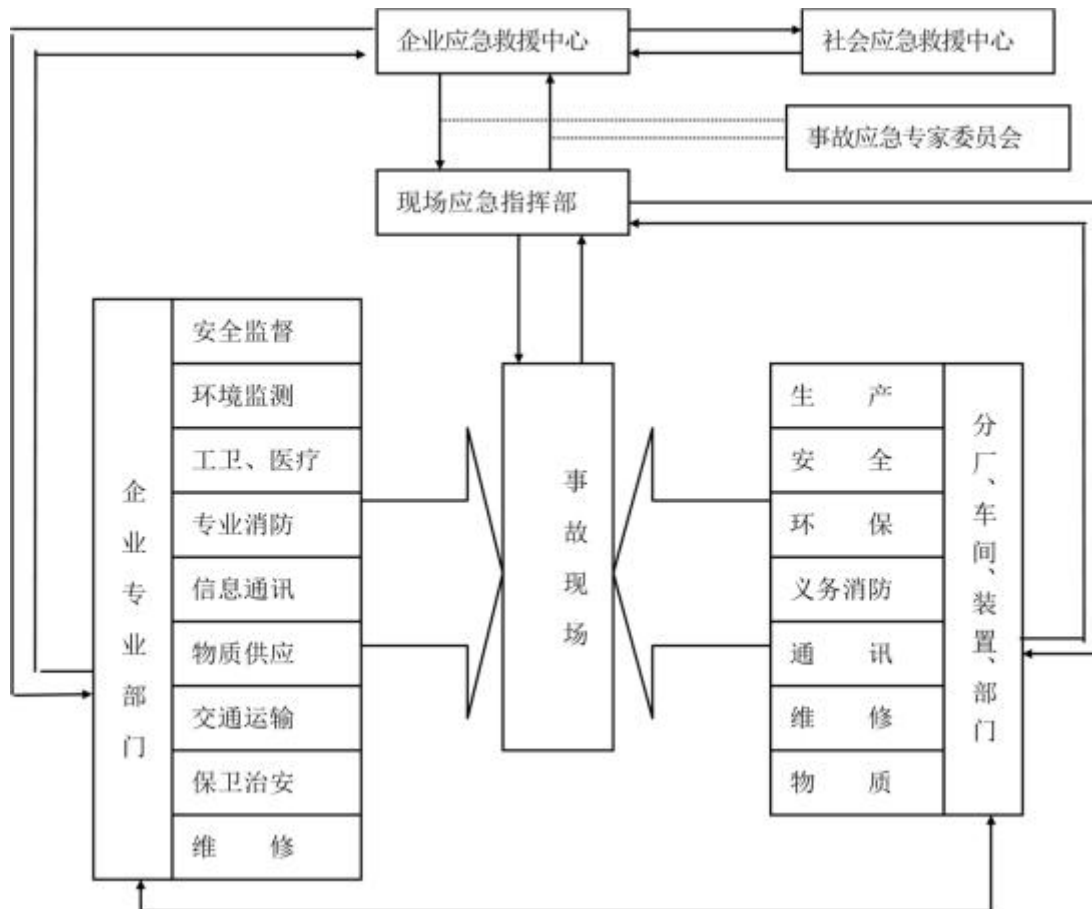 企业应急救援中心
社会应急救援中心
事故应急专家委员会
现场应急指挥部
企业专业部门
安全监督
环境监测
工卫、医疗
专业消防
信息通讯
物质供应
交通运输
保卫治安
维 修
事故现场
生 产
安 全
环 保
义务消防
通 讯
维 修
物 质
分厂、车间、装置、部门